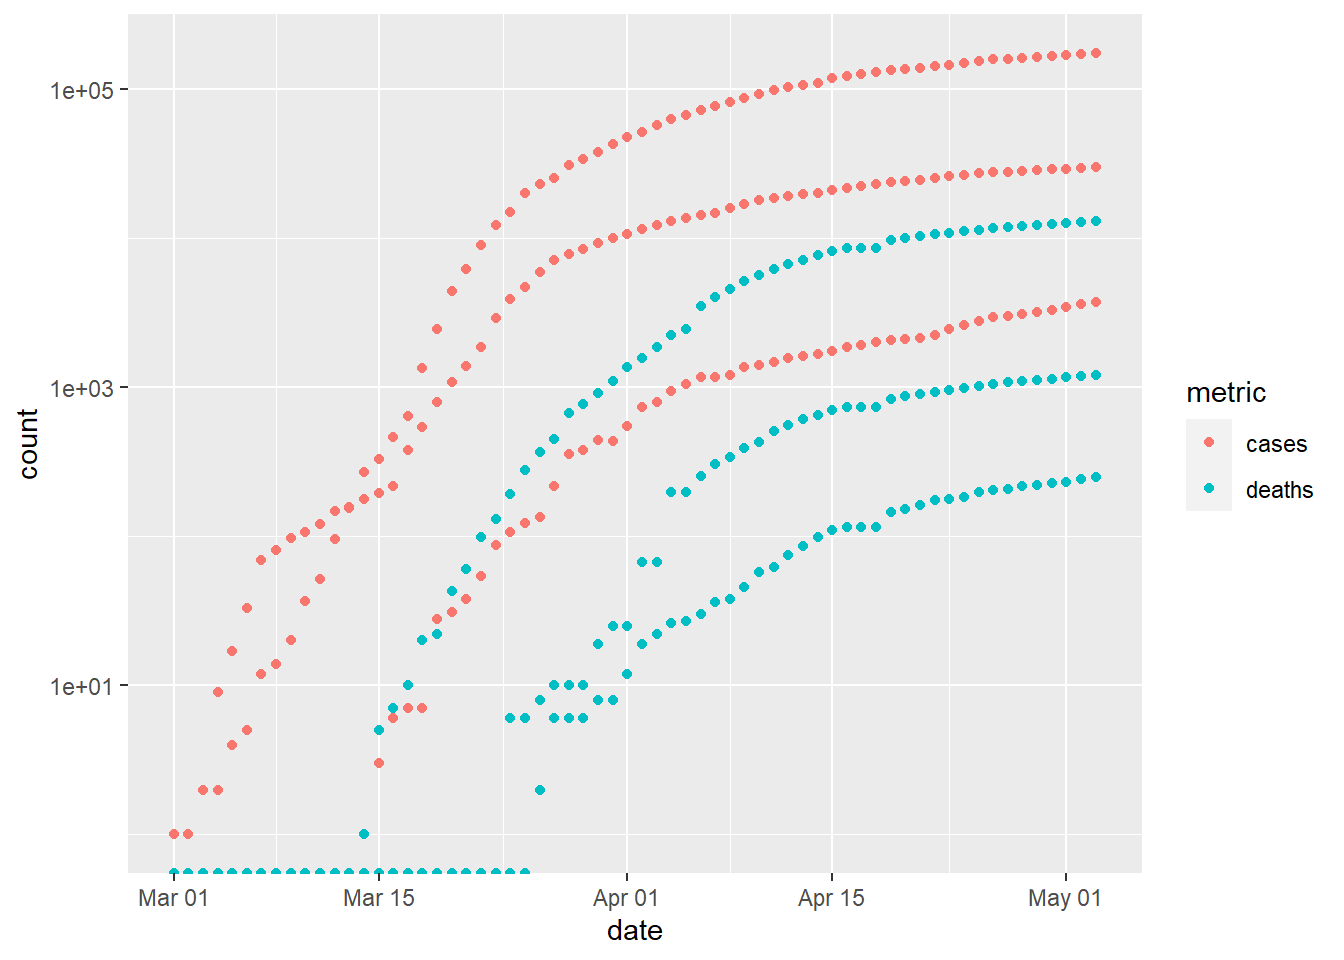 1e+05
1e+03
1e+01
count
Mar 01
Mar 15
Apr 01
Apr 15
May 01
date
metric
cases
deaths